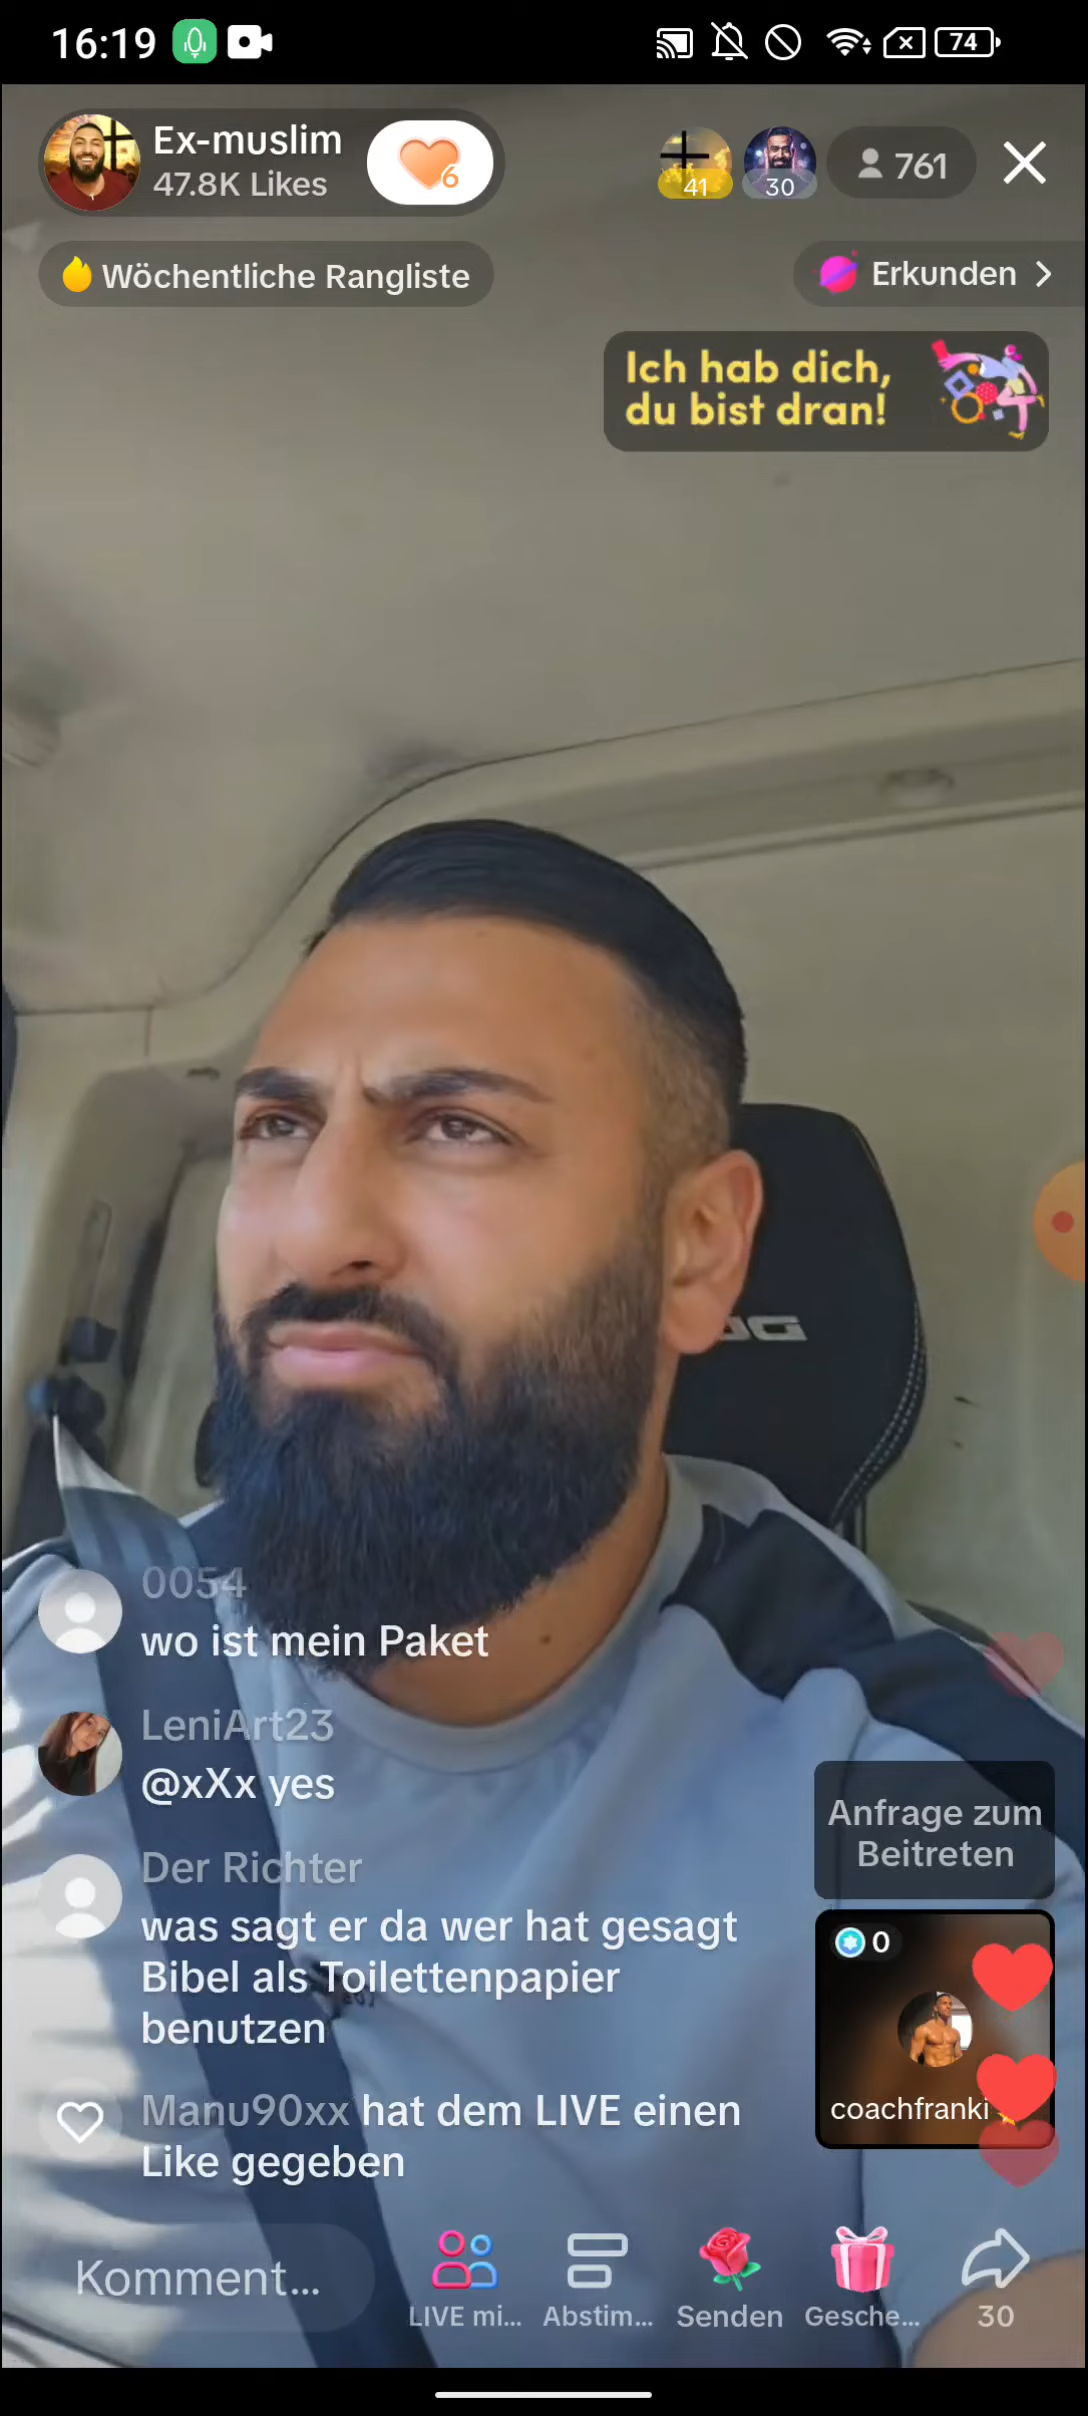 16:19
74
Ex-muslim
47.8K Likes
6
41
30
761
Wöchentliche Rangliste
Erkunden
Ich hab dich,
du bist dran!
0054
wo ist mein Paket
LeniArt23
@xXx yes
Der Richter
was sagt er da wer hat gesagt
Bibel als Toilettenpapier
benutzen
Manu90xx hat dem LIVE einen
Like gegeben
Anfrage zum
Beitreten
0
coachfranki
Komment...
LIVE mi...
Abstim...
Senden
Gesche...
30